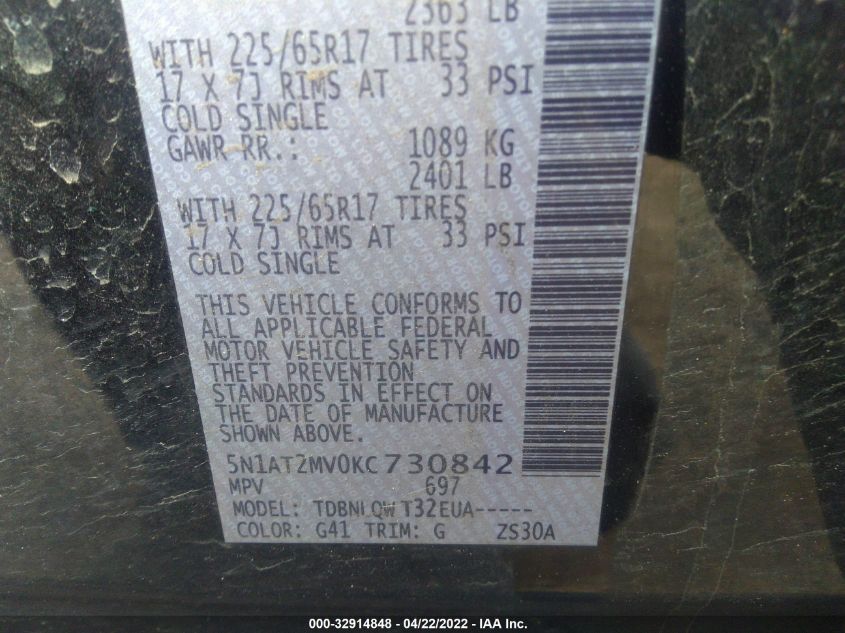 2363 LB
WITH 225/65R17 TIRES
17 X 7J RIMS AT 33 PSI
COLD SINGLE
GAWR RR.: 1089 KG
2401 LB
WITH 225/65R17 TIRES
17 X 7J RIMS AT 33 PSI
COLD SINGLE
THIS VEHICLE CONFORMS TO
ALL APPLICABLE FEDERAL
MOTOR VEHICLE SAFETY AND
THEFT PREVENTION
STANDARDS IN EFFECT ON
THE DATE OF MANUFACTURE
SHOWN ABOVE.
5N1AT2MV0KC730842
MPV 697
MODEL: TDBNLQW T32EUA-----
COLOR: G41 TRIM: G ZS30A
000-32914848 - 04/22/2022 - IAA Inc.